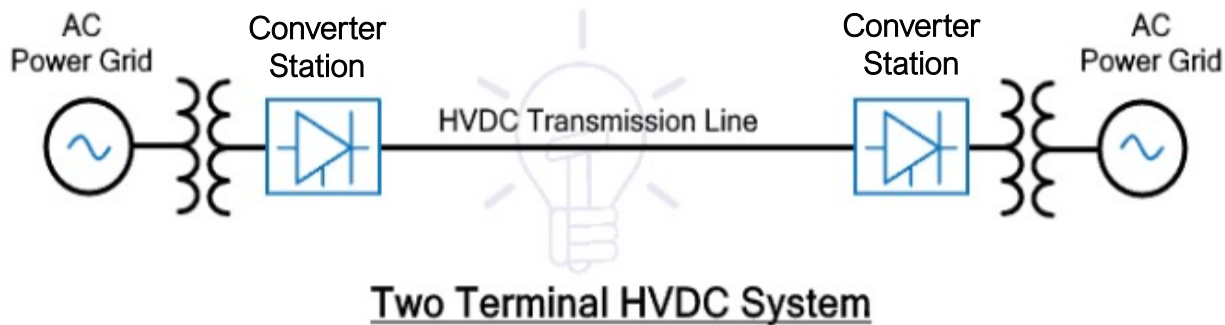 AC
Power Grid
Converter
Station
HVDC Transmission Line
Converter
Station
AC
Power Grid
Two Terminal HVDC System